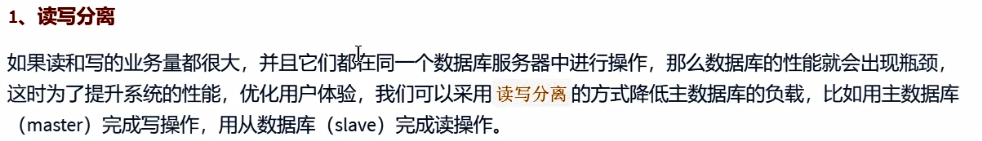 1、读写分离
如果读和写的业务量都很大，并且它们都在同一个数据库服务器中进行操作，那么数据库的性能就会出现瓶颈，
这时为了提升系统的性能，优化用户体验，我们可以采用 读写分离 的方式降低主数据库的负载，比如用主数据库
（master）完成写操作，用从数据库（slave）完成读操作。